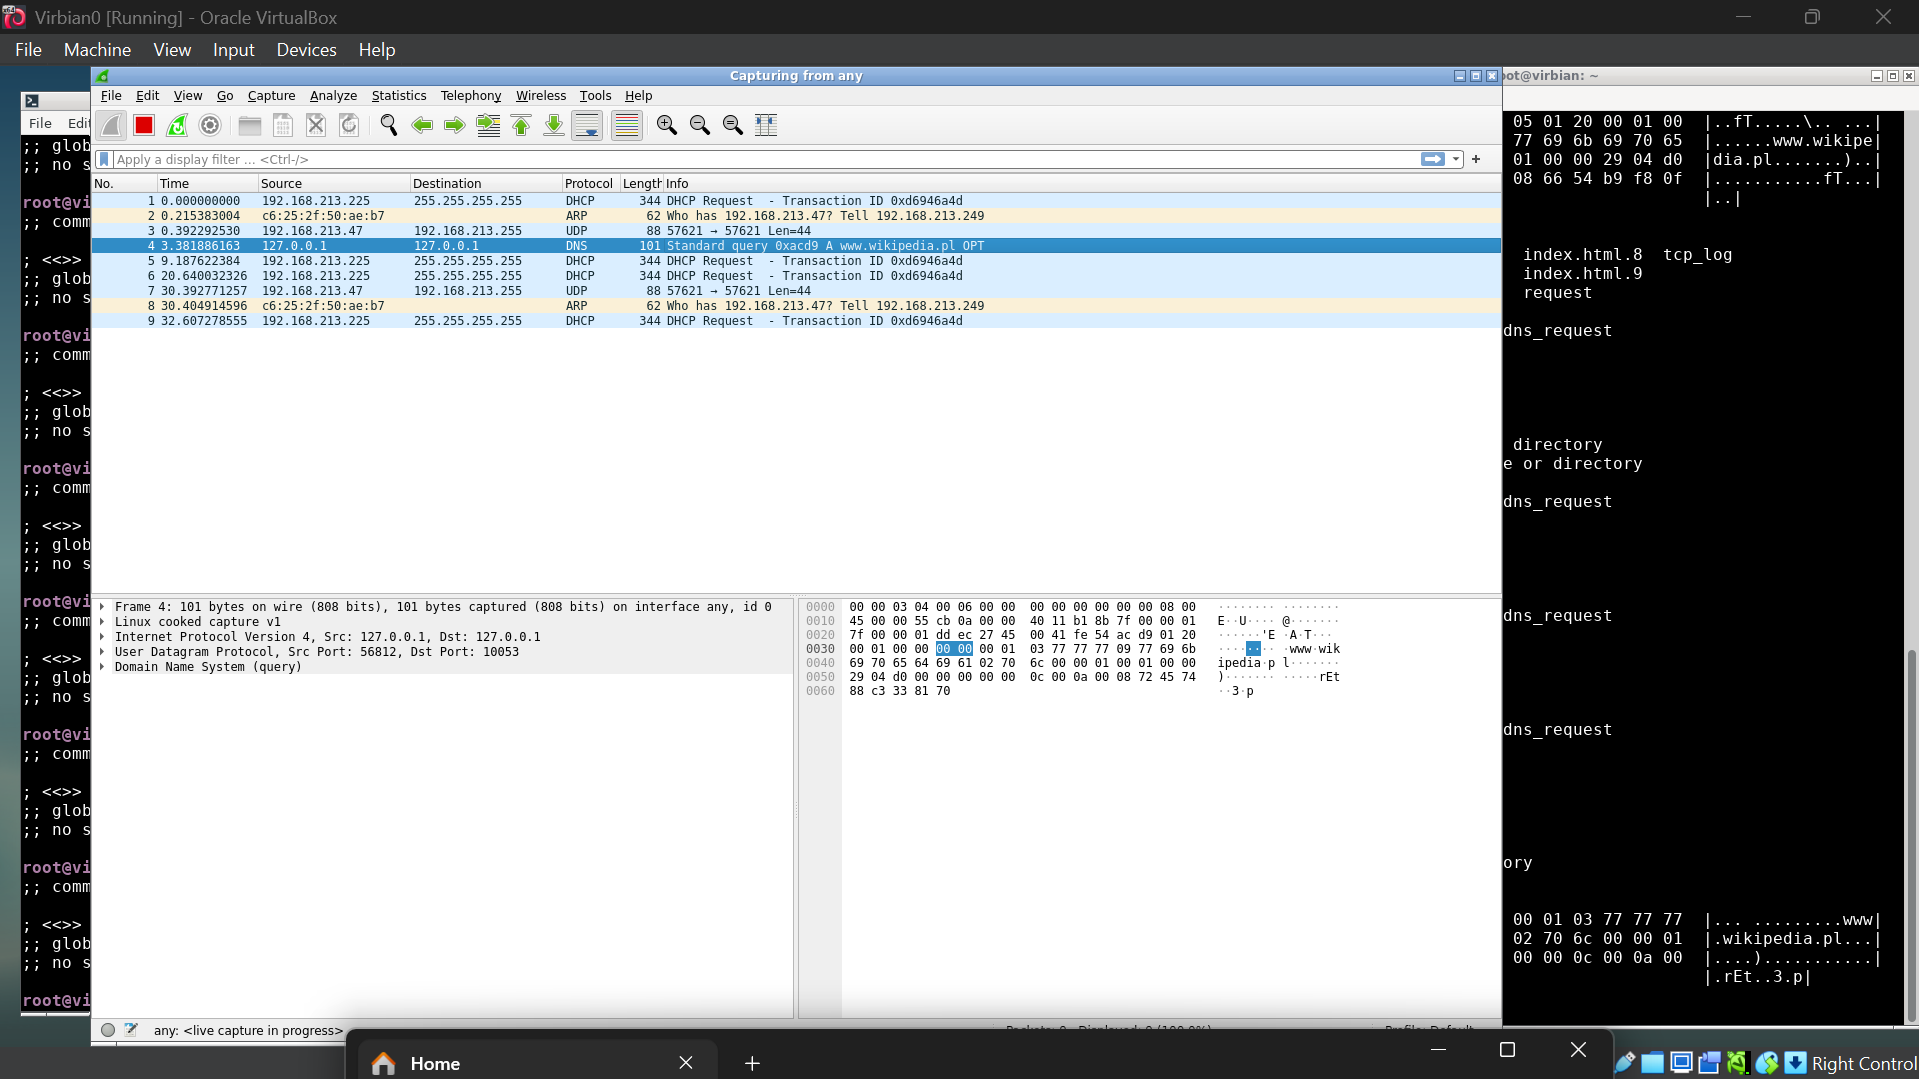 Virbian0 [Running] - Oracle VirtualBox
File Machine View Input Devices Help
Capturing from any
File Edit View Go Capture Analyze Statistics Telephony Wireless Tools Help
Apply a display filter ... <Ctrl-/>
No. Time Source Destination Protocol Length Info
1 0.000000000 192.168.213.225 255.255.255.255 DHCP 344 DHCP Request - Transaction ID 0xd6946a4d
2 0.215383004 c6:25:2f:50:ae:b7 ARP 62 Who has 192.168.213.47? Tell 192.168.213.249
3 0.392292530 192.168.213.47 192.168.213.255 UDP 88 57621 → 57621 Len=44
4 3.381886163 127.0.0.1 127.0.0.1 DNS 101 Standard query 0xacd9 A www.wikipedia.pl OPT
5 9.187622384 192.168.213.225 255.255.255.255 DHCP 344 DHCP Request - Transaction ID 0xd6946a4d
6 20.640032326 192.168.213.225 255.255.255.255 DHCP 344 DHCP Request - Transaction ID 0xd6946a4d
7 30.392771257 192.168.213.47 192.168.213.255 UDP 88 57621 → 57621 Len=44
8 30.404914596 c6:25:2f:50:ae:b7 ARP 62 Who has 192.168.213.47? Tell 192.168.213.249
9 32.607278555 192.168.213.225 255.255.255.255 DHCP 344 DHCP Request - Transaction ID 0xd6946a4d
Frame 4: 101 bytes on wire (808 bits), 101 bytes captured (808 bits) on interface any, id 0
Linux cooked capture v1
Internet Protocol Version 4, Src: 127.0.0.1, Dst: 127.0.0.1
User Datagram Protocol, Src Port: 56812, Dst Port: 10053
Domain Name System (query)
0000 00 00 03 04 00 06 00 00 00 00 00 00 00 00 08 00 ········ ········
0010 45 00 00 55 cb 0a 00 00 40 11 b1 8b 7f 00 00 01 E··U···· @·······
0020 7f 00 00 01 dd ec 27 45 00 41 fe 54 ac d9 01 20 ······'E ·A·T···
0030 00 01 00 00 00 00 00 01 03 77 77 77 09 77 69 6b ········ ·www·wik
0040 69 70 65 64 69 61 02 70 6c 00 00 01 00 01 00 00 ipedia·p l·······
0050 29 04 d0 00 00 00 00 00 0c 00 0a 00 08 72 45 74 )······· ·····rEt
0060 88 c3 33 81 70 ··3·p
any: <live capture in progress>
File Edi
;; glob
;; no s
root@vi
;; comm
; <<>>
;; glob
;; no s
root@vi
;; comm
; <<>>
;; glob
;; no s
root@vi
;; comm
; <<>>
;; glob
;; no s
root@vi
;; comm
; <<>>
;; glob
;; no s
root@vi
;; comm
; <<>>
;; glob
;; no s
root@vi
;; comm
; <<>>
;; glob
;; no s
root@vi
oot@virbian: ~
05 01 20 00 01 00 |..fT.....\.. ...|
77 69 6b 69 70 65 |......www.wikipe|
01 00 00 29 04 d0 |dia.pl.......)..|
08 66 54 b9 f8 0f |...........fT...|
|..|
index.html.8 tcp_log
index.html.9
request
dns_request
directory
e or directory
dns_request
dns_request
dns_request
ory
00 01 03 77 77 77 |... .........www|
02 70 6c 00 00 01 |.wikipedia.pl...|
00 00 0c 00 0a 00 |....)...........|
|.rEt..3.p|
Home
Right Control